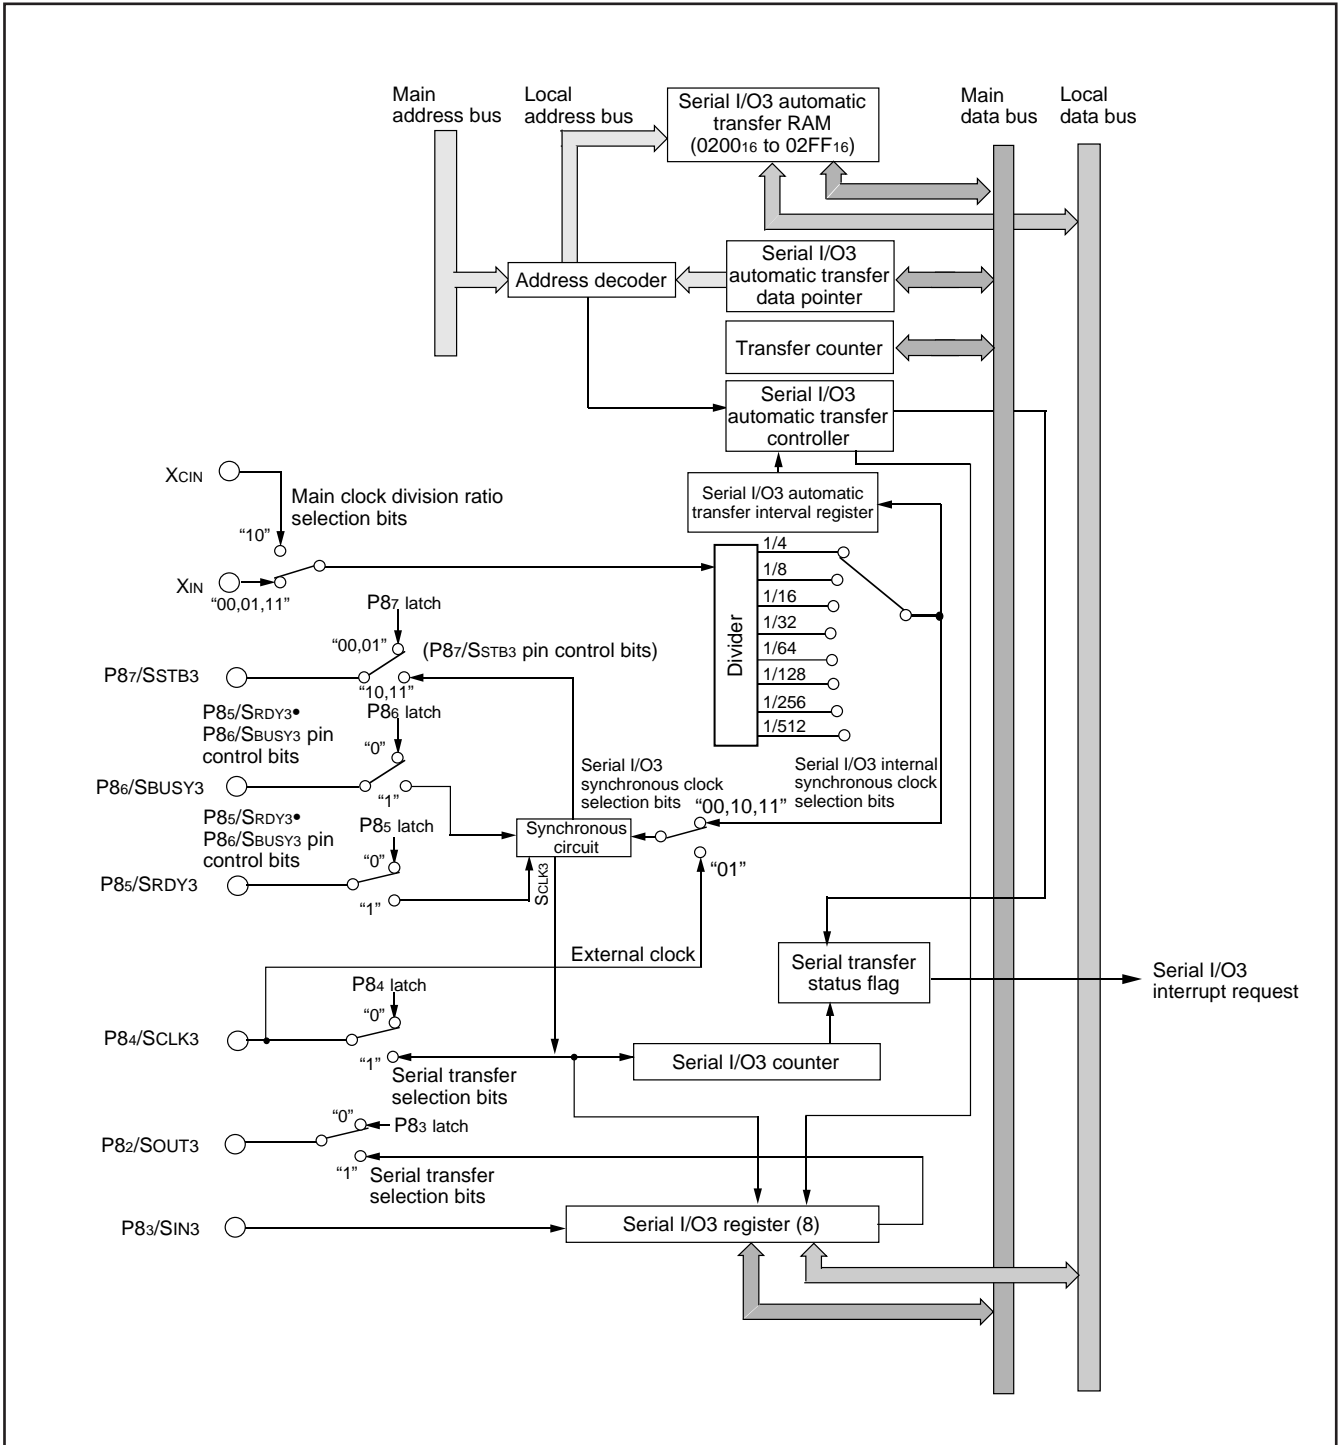 Main
address bus
Local
address bus
Serial I/O3 automatic
transfer RAM
(020016 to 02FF16)
Main
data bus
Local
data bus
Address decoder
Serial I/O3
automatic transfer
data pointer
Transfer counter
Serial I/O3
automatic transfer
controller
XCIN
Main clock division ratio
selection bits
"10"
XIN
"00,01,11"
Serial I/O3 automatic
transfer interval register
Divider
1/4
1/8
1/16
1/32
1/64
1/128
1/256
1/512
P87 latch
"00,01"
(P87/SSTB3 pin control bits)
P87/SSTB3
"10,11"
P85/SRDY3•
P86/SBUSY3 pin
control bits
P86 latch
"0"
P86/SBUSY3
"1"
Serial I/O3
synchronous clock
selection bits
Serial I/O3 internal
synchronous clock
selection bits
"00,10,11"
P85/SRDY3•
P86/SBUSY3 pin
control bits
P85 latch
"0"
P85/SRDY3
"1"
Synchronous
circuit
SCLK3
"01"
External clock
Serial transfer
status flag
Serial I/O3
interrupt request
P84 latch
"0"
P84/SCLK3
"1"
Serial transfer
selection bits
Serial I/O3 counter
"0"
P83 latch
P82/SOUT3
"1"
Serial transfer
selection bits
P83/SIN3
Serial I/O3 register (8)